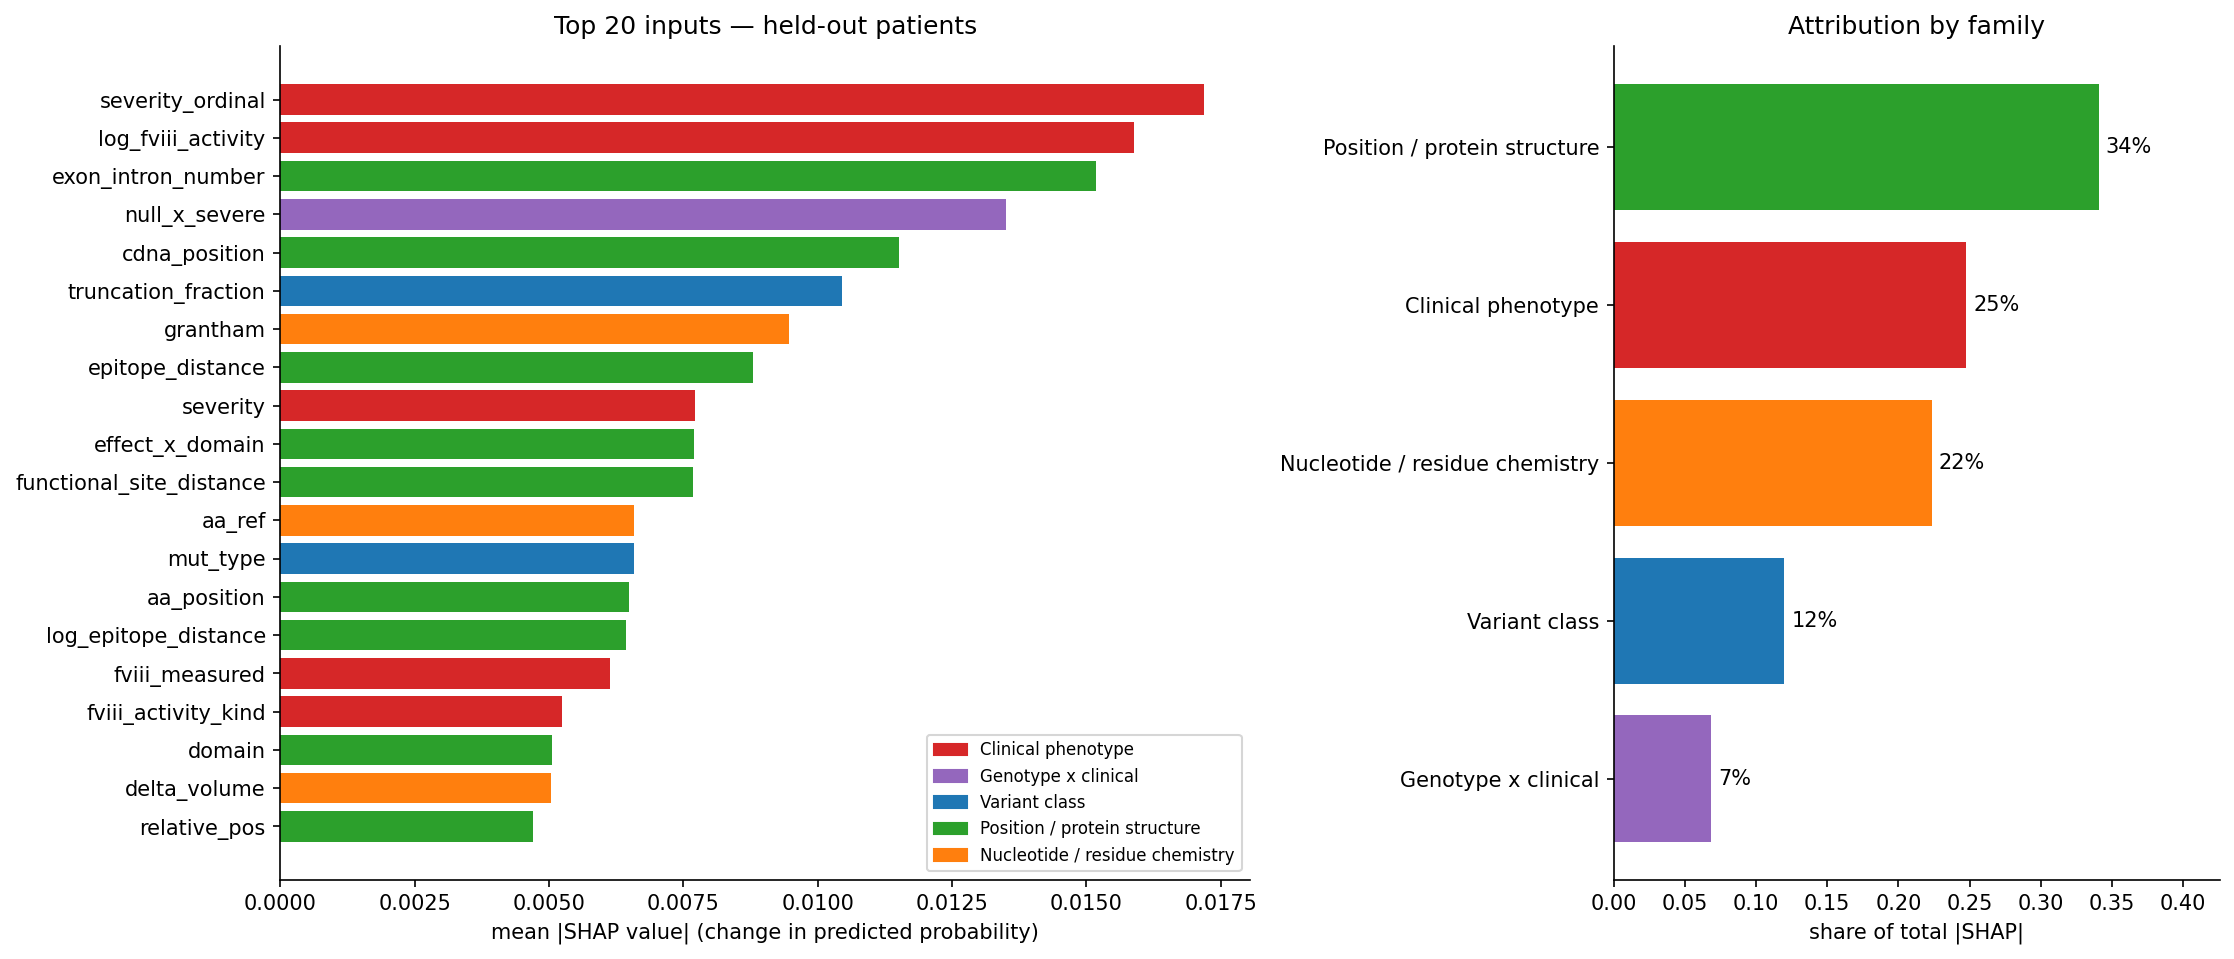 Top 20 inputs — held-out patients
severity_ordinal
log_fviii_activity
exon_intron_number
null_x_severe
cdna_position
truncation_fraction
grantham
epitope_distance
severity
effect_x_domain
functional_site_distance
aa_ref
mut_type
aa_position
log_epitope_distance
fviii_measured
fviii_activity_kind
domain
delta_volume
relative_pos
Clinical phenotype
Genotype x clinical
Variant class
Position / protein structure
Nucleotide / residue chemistry
0.0000 0.0025 0.0050 0.0075 0.0100 0.0125 0.0150 0.0175
mean |SHAP value| (change in predicted probability)
Attribution by family
Position / protein structure 34%
Clinical phenotype 25%
Nucleotide / residue chemistry 22%
Variant class 12%
Genotype x clinical 7%
0.00 0.05 0.10 0.15 0.20 0.25 0.30 0.35 0.40
share of total |SHAP|